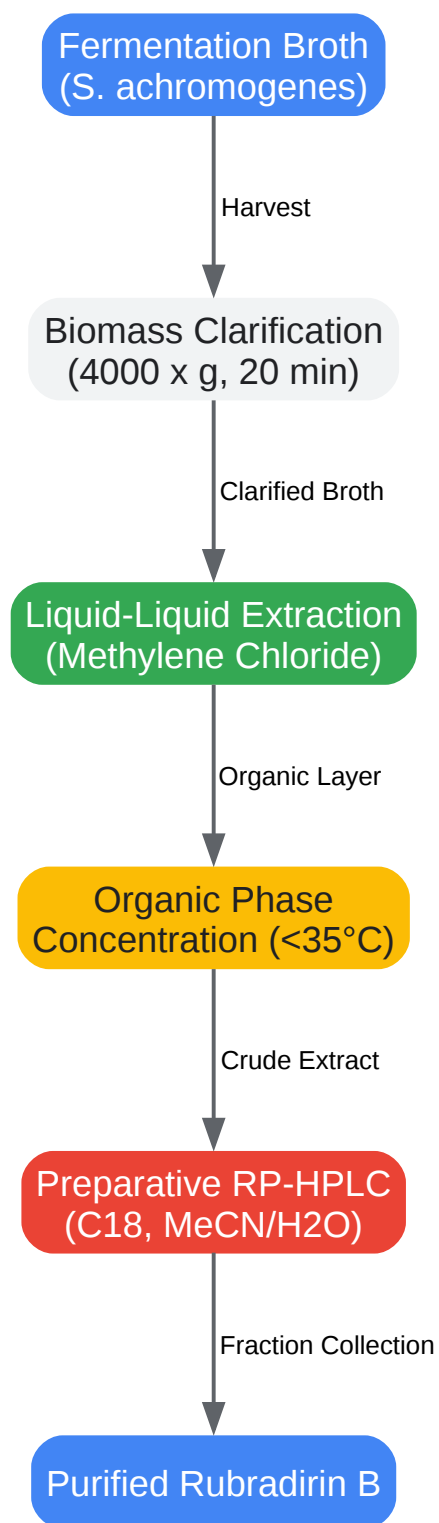 Fermentation Broth
(S. achromogenes)
Harvest
Biomass Clarification
(4000 x g, 20 min)
Clarified Broth
Liquid-Liquid Extraction
(Methylene Chloride)
Organic Layer
Organic Phase
Concentration (<35°C)
Crude Extract
Preparative RP-HPLC
(C18, MeCN/H2O)
Fraction Collection
Purified Rubradirin B